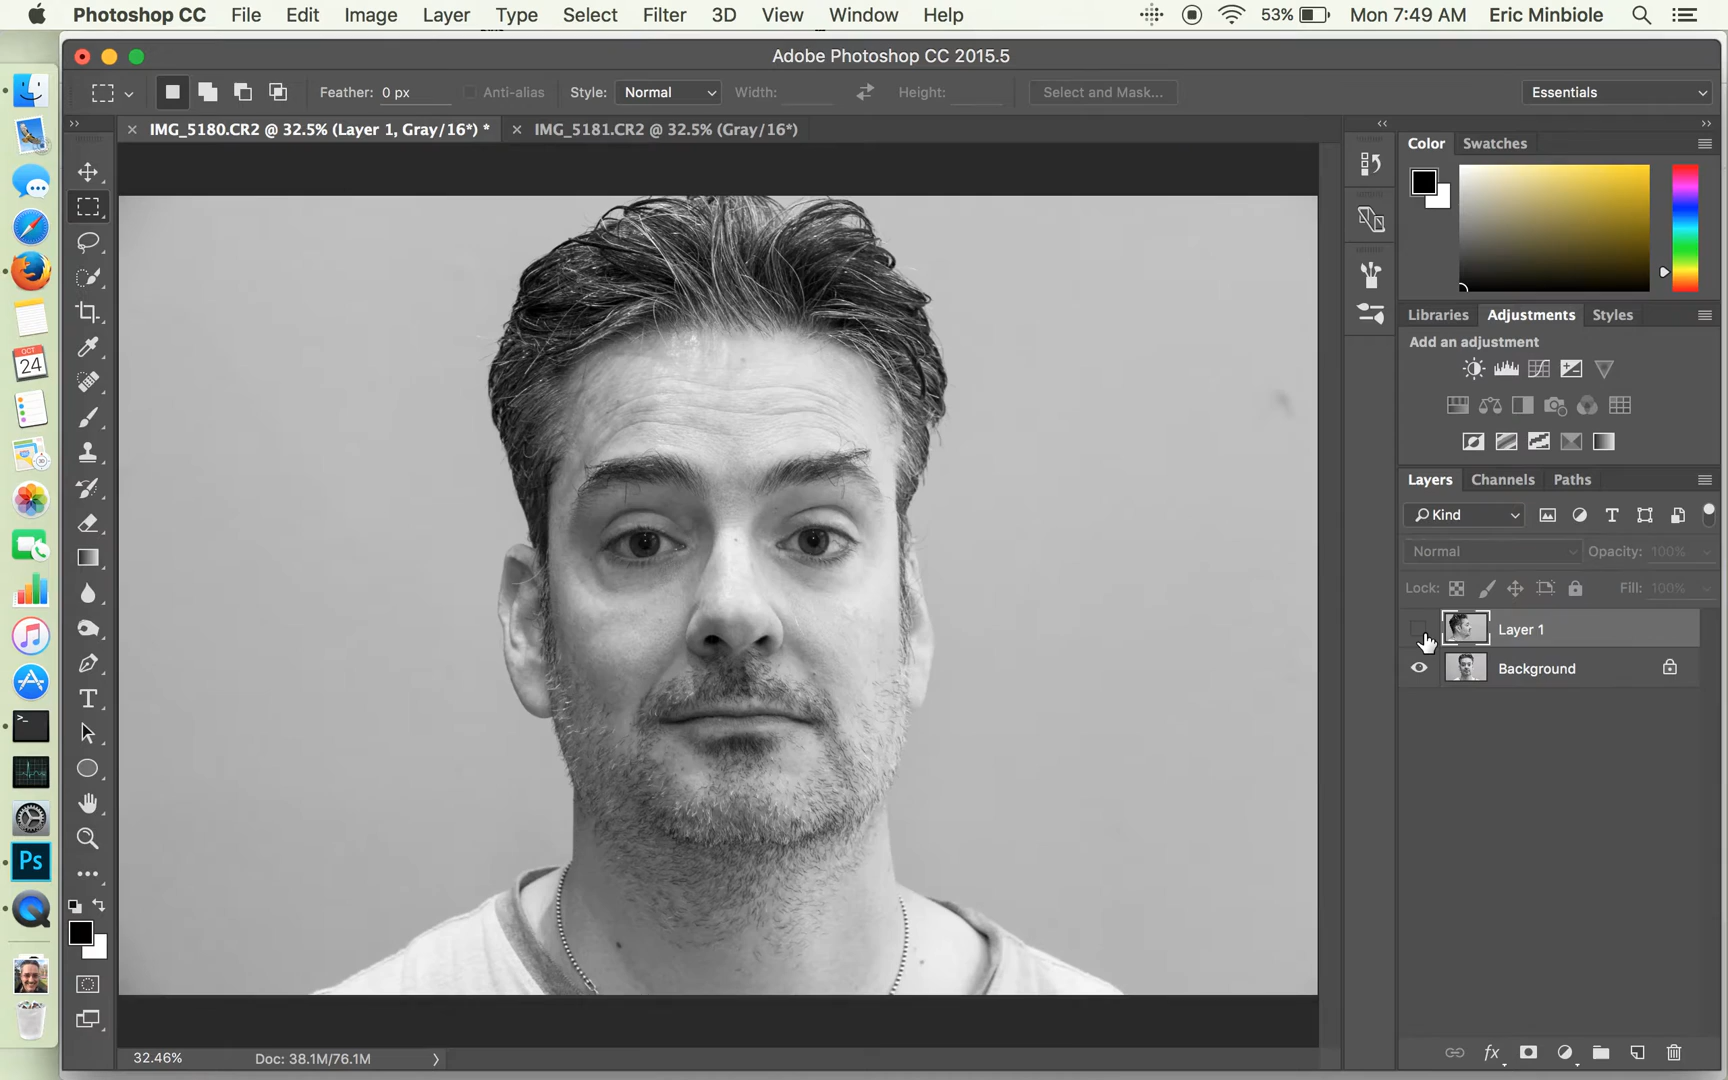 Photoshop CC File Edit Image Layer Type Select Filter 3D View Window Help 53% Mon 7:49 AM Eric Minbiole
Adobe Photoshop CC 2015.5
Feather: 0 px Anti-alias Style: Normal Width: Height: Select and Mask... Essentials
IMG_5180.CR2 @ 32.5% (Layer 1, Gray/16*) * IMG_5181.CR2 @ 32.5% (Gray/16*)
Color Swatches
Libraries Adjustments Styles
Add an adjustment
OCT
24
Layers Channels Paths
Kind
Normal Opacity: 100%
Lock: Fill: 100%
Layer 1
Background
T
Ps
fx
32.46% Doc: 38.1M/76.1M